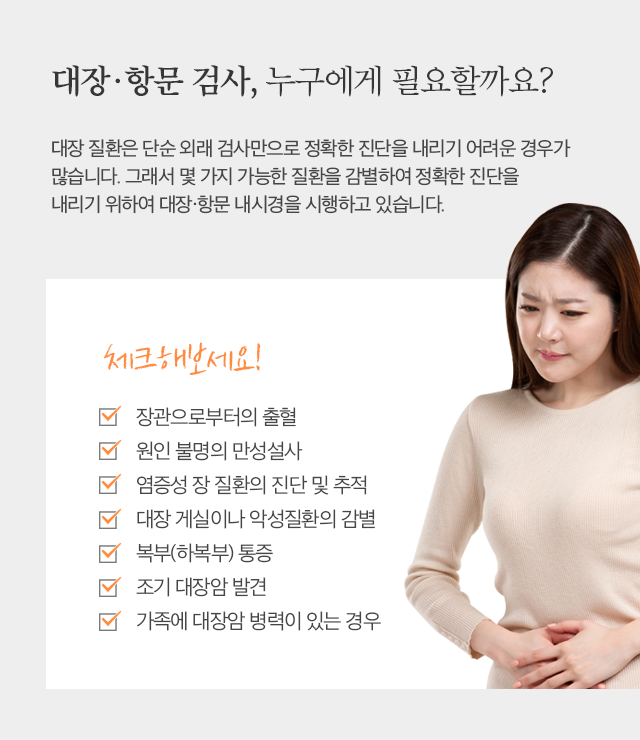 대장·항문 검사, 누구에게 필요할까요?
대장 질환은 단순 외래 검사만으로 정확한 진단을 내리기 어려운 경우가
많습니다. 그래서 몇 가지 가능한 질환을 감별하여 정확한 진단을
내리기 위하여 대장·항문 내시경을 시행하고 있습니다.
체크해보세요!
장관으로부터의 출혈
원인 불명의 만성설사
염증성 장 질환의 진단 및 추적
대장 게실이나 악성질환의 감별
복부(하복부) 통증
조기 대장암 발견
가족에 대장암 병력이 있는 경우